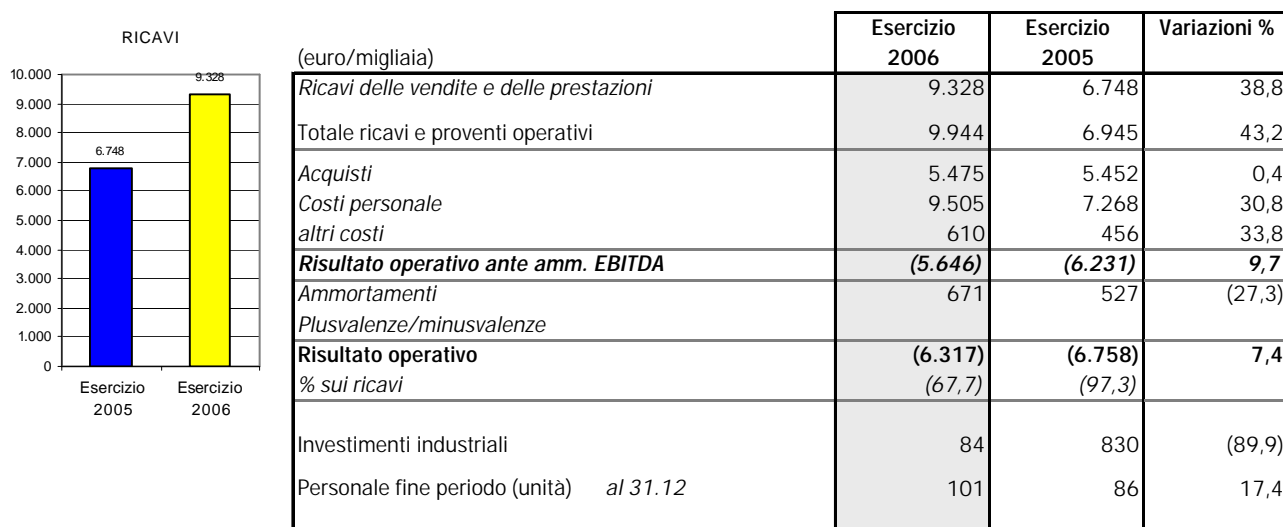 RICAVI
10.000
9.000
8.000
7.000
6.000
5.000
4.000
3.000
2.000
1.000
0
6.748
9.328
Esercizio 2005
Esercizio 2006
(euro/migliaia) Esercizio 2006 Esercizio 2005 Variazioni %
Ricavi delle vendite e delle prestazioni 9.328 6.748 38,8
Totale ricavi e proventi operativi 9.944 6.945 43,2
Acquisti 5.475 5.452 0,4
Costi personale 9.505 7.268 30,8
altri costi 610 456 33,8
Risultato operativo ante amm. EBITDA (5.646) (6.231) 9,7
Ammortamenti 671 527 (27,3)
Plusvalenze/minusvalenze
Risultato operativo (6.317) (6.758) 7,4
% sui ricavi (67,7) (97,3)
Investimenti industriali 84 830 (89,9)
Personale fine periodo (unità) al 31.12 101 86 17,4